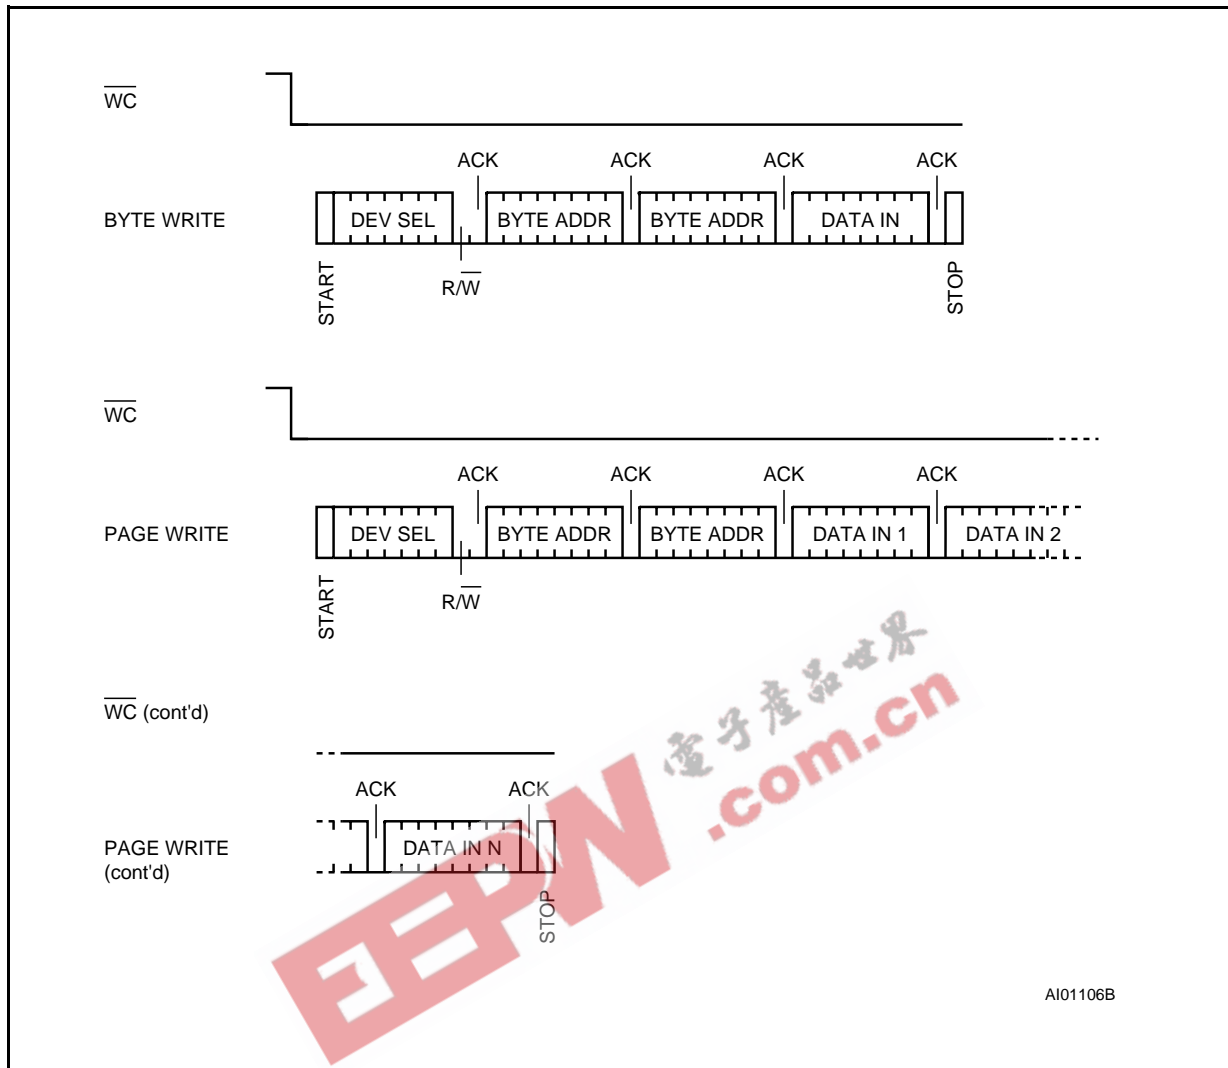 WC
ACK ACK ACK ACK
BYTE WRITE DEV SEL BYTE ADDR BYTE ADDR DATA IN
START R/W STOP
WC
ACK ACK ACK ACK
PAGE WRITE DEV SEL BYTE ADDR BYTE ADDR DATA IN 1 DATA IN 2
START R/W
WC (cont'd)
ACK ACK
PAGE WRITE DATA IN N
(cont'd)
STOP
EEPW 電子產品世界
.com.cn
AI01106B